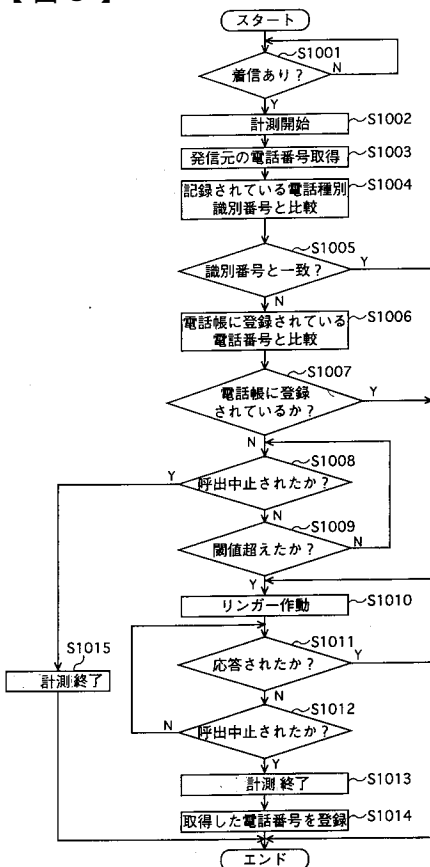 【図3】
スタート
S1001
着信あり？
N
Y
計測開始
S1002
発信元の電話番号取得
S1003
記録されている電話種別
識別番号と比較
S1004
S1005
識別番号と一致？
Y
N
電話帳に登録されている
電話番号と比較
S1006
S1007
電話帳に登録
されているか？
Y
N
S1008
Y
呼出中止されたか？
N
S1009
閾値超えたか？
N
Y
リンガー作動
S1010
S1011
応答されたか？
Y
N
S1015
計測終了
S1012
N
呼出中止されたか？
Y
計測終了
S1013
取得した電話番号を登録
S1014
エンド